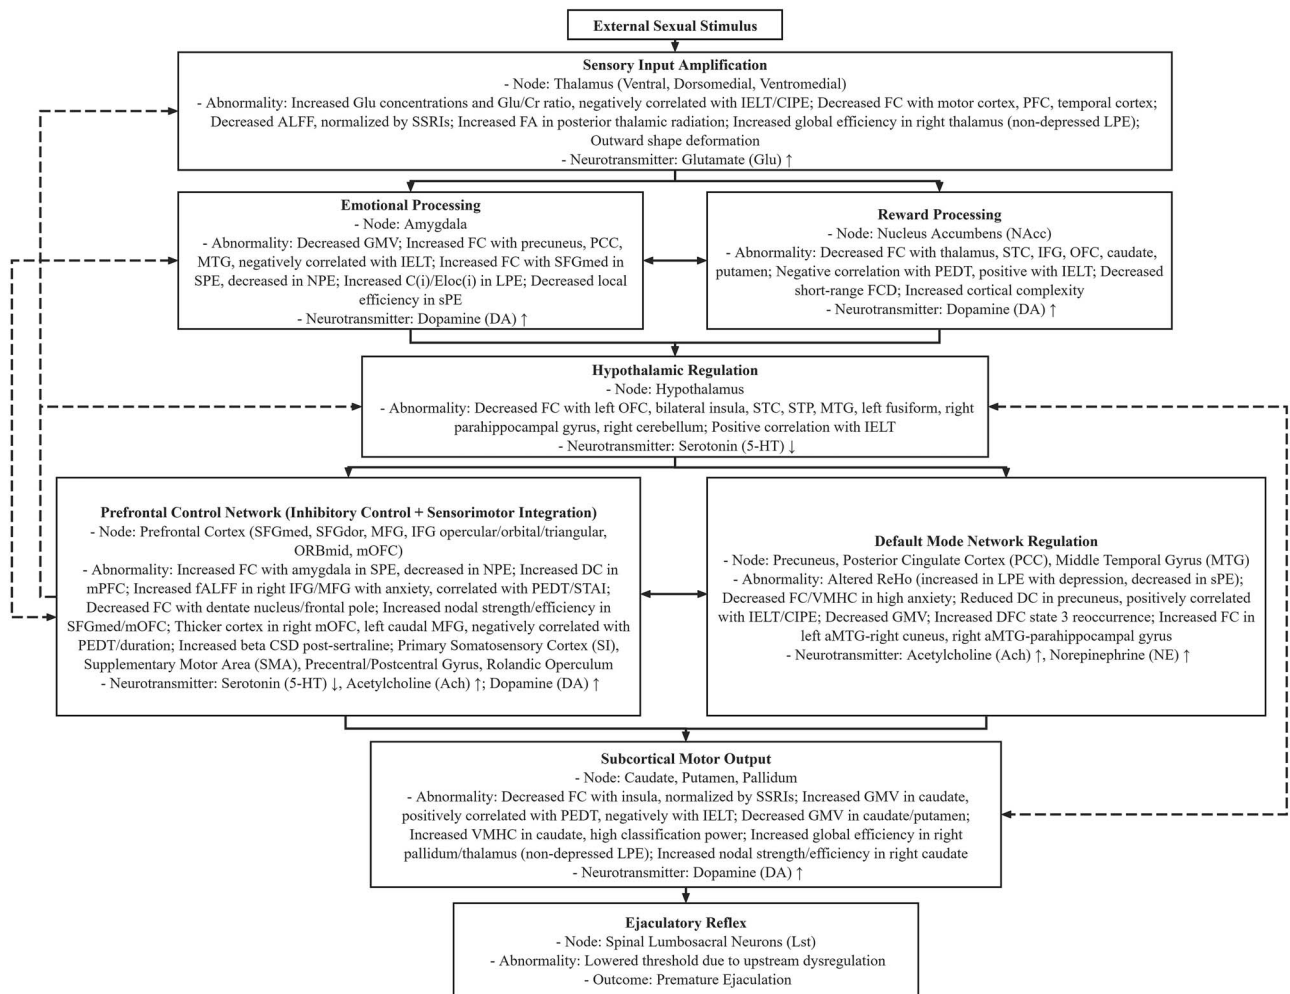 External Sexual Stimulus
Sensory Input Amplification
- Node: Thalamus (Ventral, Dorsomedial, Ventromedial)
- Abnormality: Increased Glu concentrations and Glu/Cr ratio, negatively correlated with IELT/CIPE; Decreased FC with motor cortex, PFC, temporal cortex;
Decreased ALFF, normalized by SSRIs; Increased FA in posterior thalamic radiation; Increased global efficiency in right thalamus (non-depressed LPE);
Outward shape deformation
- Neurotransmitter: Glutamate (Glu) ↑
Emotional Processing
- Node: Amygdala
- Abnormality: Decreased GMV; Increased FC with precuneus, PCC,
MTG, negatively correlated with IELT; Increased FC with SFGmed in
SPE, decreased in NPE; Increased C(i)/Eloc(i) in LPE; Decreased local
efficiency in sPE
- Neurotransmitter: Dopamine (DA) ↑
Reward Processing
- Node: Nucleus Accumbens (NAcc)
- Abnormality: Decreased FC with thalamus, STC, IFG, OFC, caudate,
putamen; Negative correlation with PEDT, positive with IELT; Decreased
short-range FCD; Increased cortical complexity
- Neurotransmitter: Dopamine (DA) ↑
Hypothalamic Regulation
- Node: Hypothalamus
- Abnormality: Decreased FC with left OFC, bilateral insula, STC, STP, MTG, left fusiform, right
parahippocampal gyrus, right cerebellum; Positive correlation with IELT
- Neurotransmitter: Serotonin (5-HT) ↓
Prefrontal Control Network (Inhibitory Control + Sensorimotor Integration)
- Node: Prefrontal Cortex (SFGmed, SFGdor, MFG, IFG opercular/orbital/triangular,
ORBmid, mOFC)
- Abnormality: Increased FC with amygdala in SPE, decreased in NPE; Increased DC in
mPFC; Increased fALFF in right IFG/MFG with anxiety, correlated with PEDT/STAI;
Decreased FC with dentate nucleus/frontal pole; Increased nodal strength/efficiency in
SFGmed/mOFC; Thicker cortex in right mOFC, left caudal MFG, negatively correlated with
PEDT/duration; Increased beta CSD post-sertraline; Primary Somatosensory Cortex (SI),
Supplementary Motor Area (SMA), Precentral/Postcentral Gyrus, Rolandic Operculum
- Neurotransmitter: Serotonin (5-HT) ↓, Acetylcholine (Ach) ↑; Dopamine (DA) ↑
Default Mode Network Regulation
- Node: Precuneus, Posterior Cingulate Cortex (PCC), Middle Temporal Gyrus (MTG)
- Abnormality: Altered ReHo (increased in LPE with depression, decreased in sPE);
Decreased FC/VMHC in high anxiety; Reduced DC in precuneus, positively correlated
with IELT/CIPE; Decreased GMV; Increased DFC state 3 reoccurrence; Increased FC in
left aMTG-right cuneus, right aMTG-parahippocampal gyrus
- Neurotransmitter: Acetylcholine (Ach) ↑, Norepinephrine (NE) ↑
Subcortical Motor Output
- Node: Caudate, Putamen, Pallidum
- Abnormality: Decreased FC with insula, normalized by SSRIs; Increased GMV in caudate,
positively correlated with PEDT, negatively with IELT; Decreased GMV in caudate/putamen;
Increased VMHC in caudate, high classification power; Increased global efficiency in right
pallidum/thalamus (non-depressed LPE); Increased nodal strength/efficiency in right caudate
- Neurotransmitter: Dopamine (DA) ↑
Ejaculatory Reflex
- Node: Spinal Lumbosacral Neurons (Lst)
- Abnormality: Lowered threshold due to upstream dysregulation
- Outcome: Premature Ejaculation